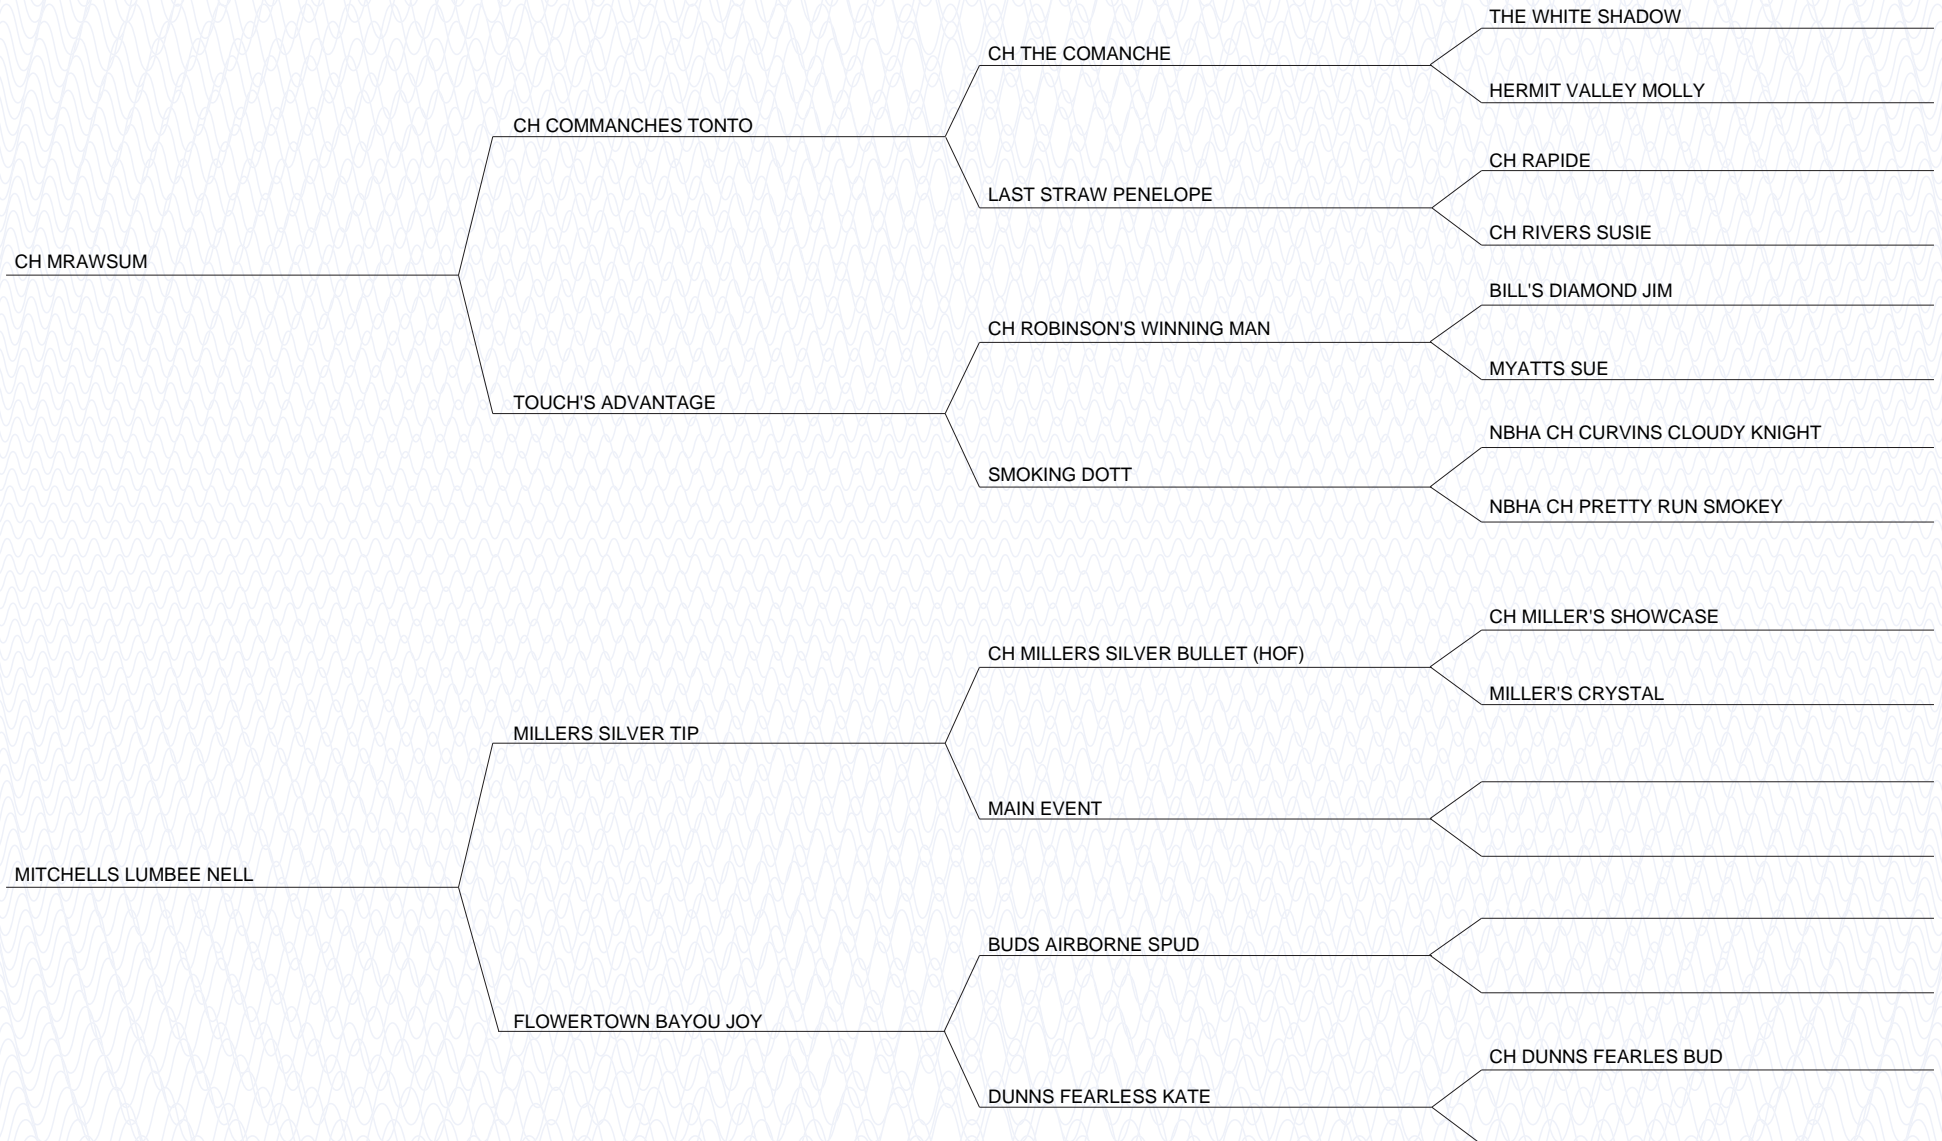 THE WHITE SHADOW
CH THE COMANCHE
HERMIT VALLEY MOLLY
CH COMMANCHES TONTO
CH RAPIDE
LAST STRAW PENELOPE
CH RIVERS SUSIE
CH MRAWSUM
BILL'S DIAMOND JIM
CH ROBINSON'S WINNING MAN
MYATTS SUE
TOUCH'S ADVANTAGE
NBHA CH CURVINS CLOUDY KNIGHT
SMOKING DOTT
NBHA CH PRETTY RUN SMOKEY
CH MILLER'S SHOWCASE
CH MILLERS SILVER BULLET (HOF)
MILLER'S CRYSTAL
MILLERS SILVER TIP
MAIN EVENT
MITCHELLS LUMBEE NELL
BUDS AIRBORNE SPUD
FLOWERTOWN BAYOU JOY
CH DUNNS FEARLES BUD
DUNNS FEARLESS KATE